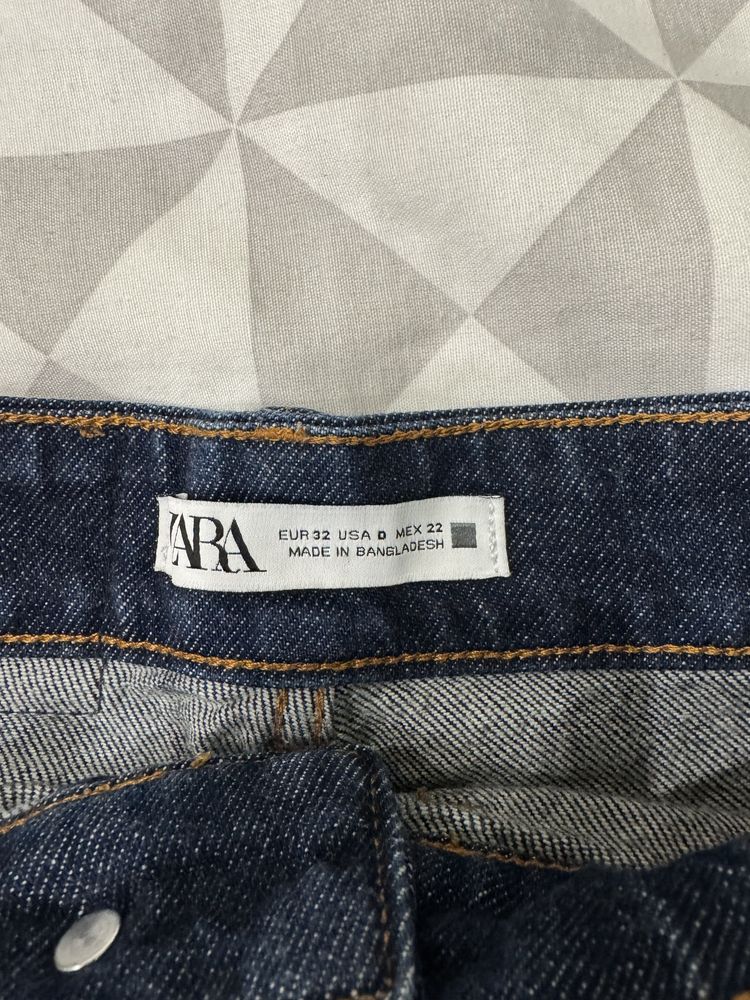 ZARA
EUR 32 USA 0 MEX 22
MADE IN BANGLADESH